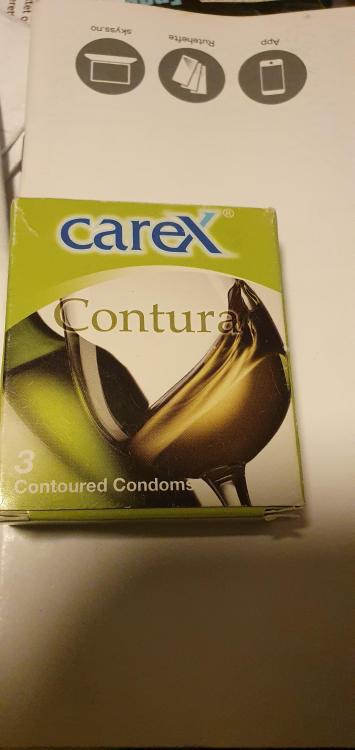 skyss.no
Rutehefte
App
carex®
Contura
3
Contoured Condoms